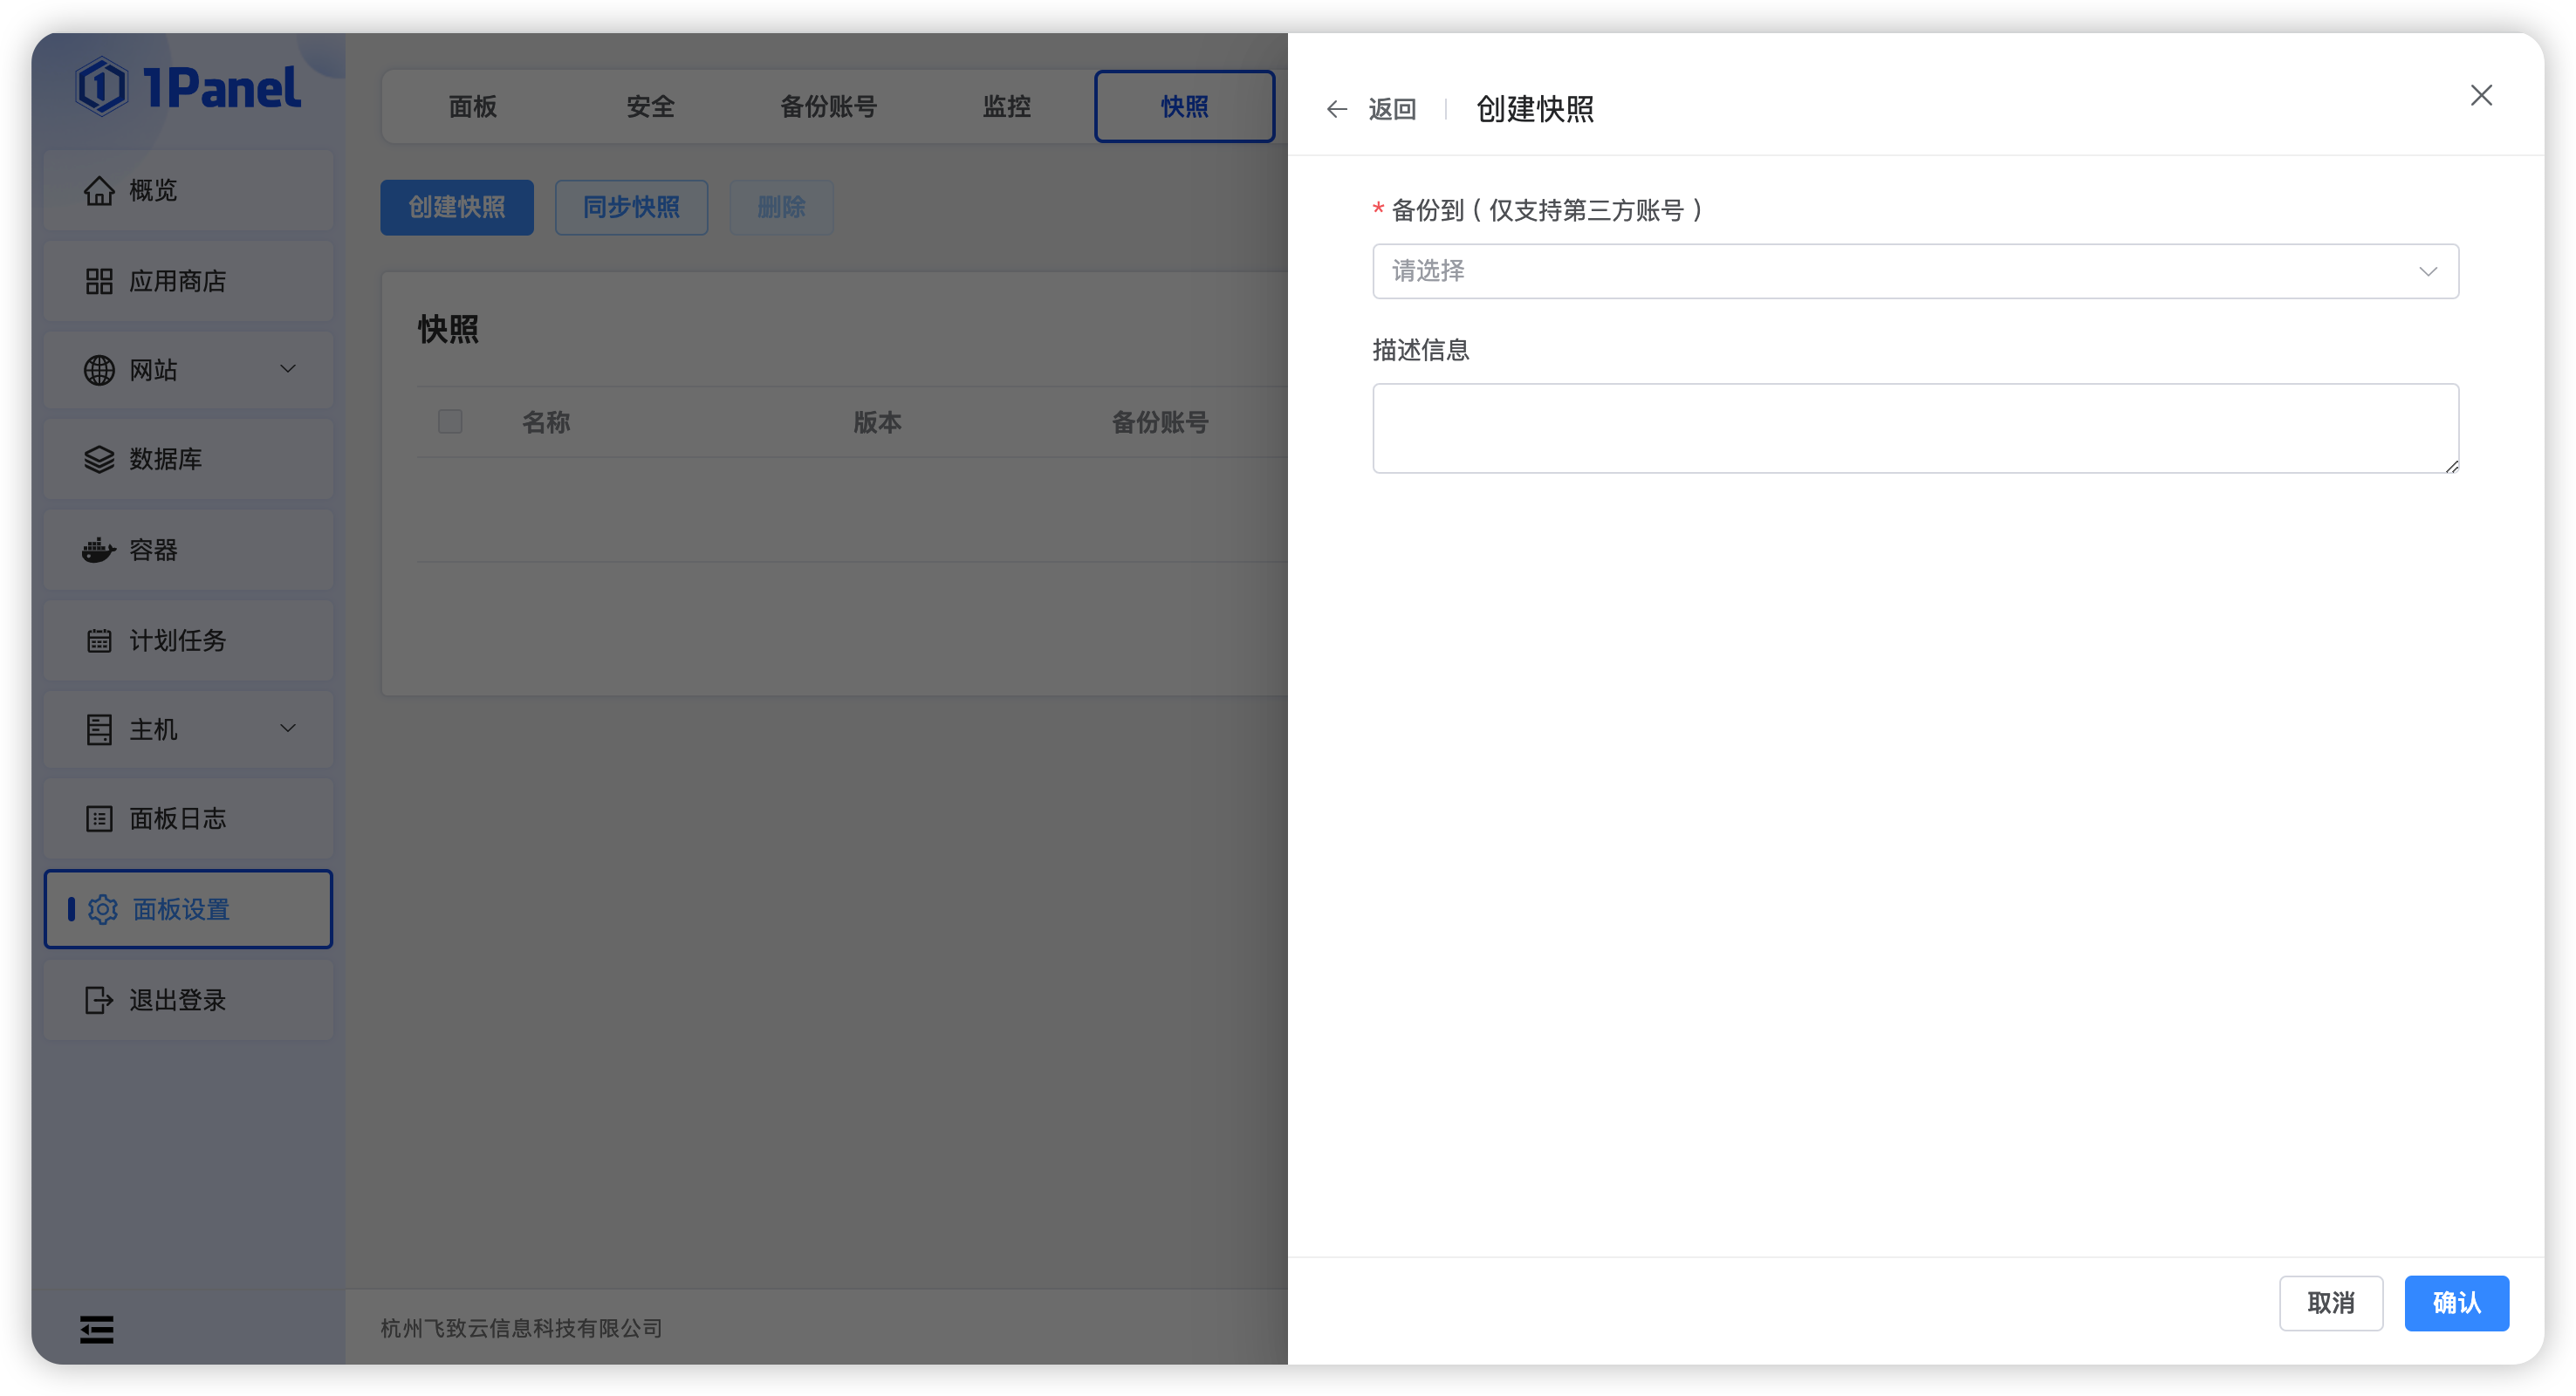 1Panel
概览
应用商店
网站
数据库
容器
计划任务
主机
面板日志
面板设置
退出登录
面板 安全 备份账号 监控 快照
创建快照 同步快照 删除
快照
名称 版本 备份账号
杭州飞致云信息科技有限公司
返回 创建快照
* 备份到 ( 仅支持第三方账号 )
请选择
描述信息
取消 确认